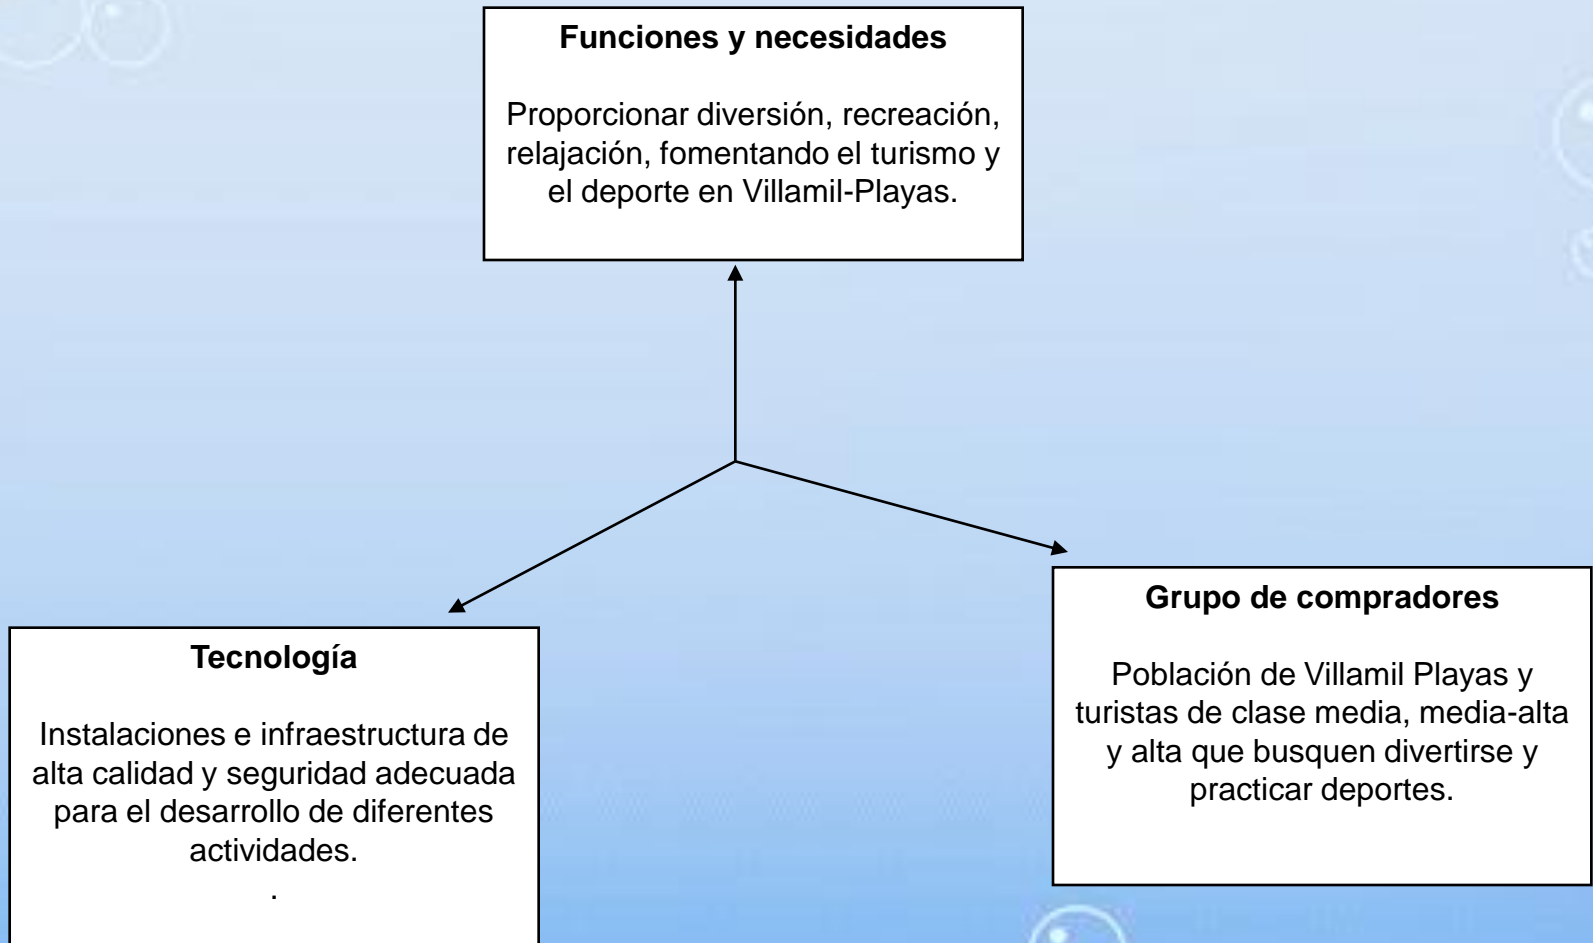 Funciones y necesidades
Proporcionar diversión, recreación,
relajación, fomentando el turismo y
el deporte en Villamil-Playas.
Tecnología
Instalaciones e infraestructura de
alta calidad y seguridad adecuada
para el desarrollo de diferentes
actividades.
.
Grupo de compradores
Población de Villamil Playas y
turistas de clase media, media-alta
y alta que busquen divertirse y
practicar deportes.